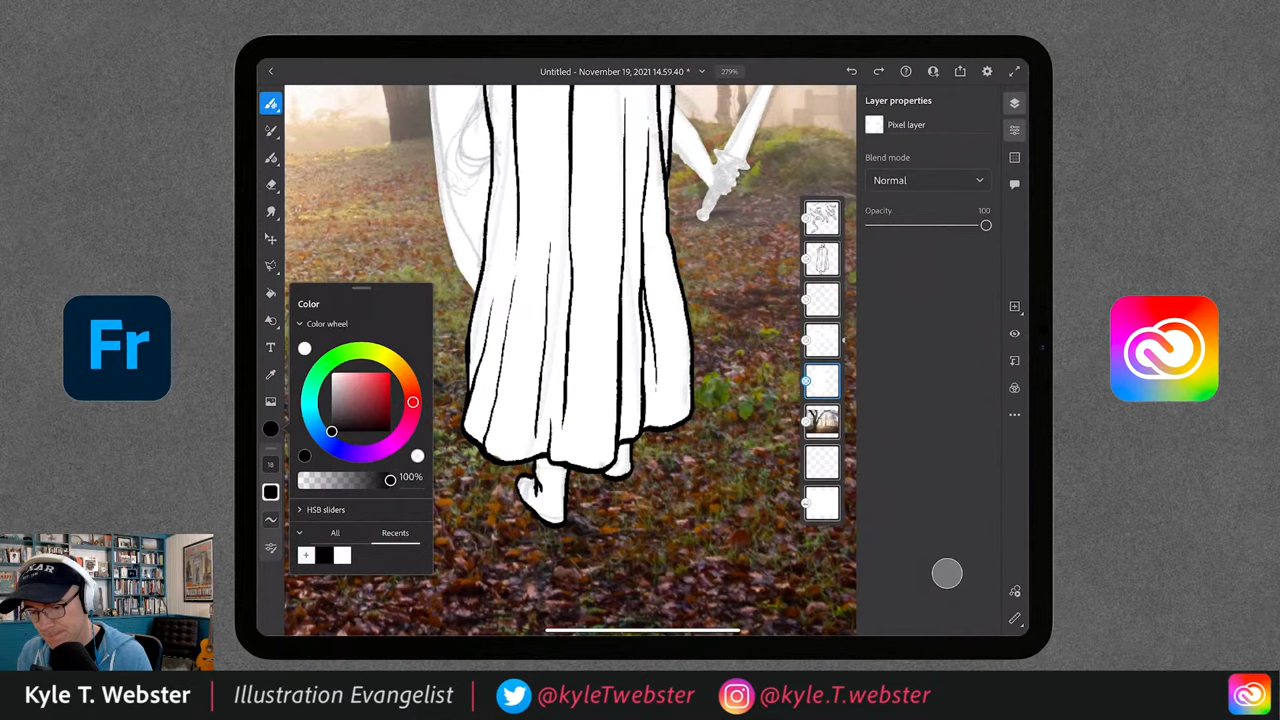 Untitled - November 19, 2021 14.59.40 *
279%
Layer properties
Pixel layer
Blend mode
Normal
Opacity
100
Color
Color wheel
100%
HSB sliders
All
Recents
18
Fr
Kyle T. Webster
Illustration Evangelist
@kyleTwebster
@kyle.T.webster